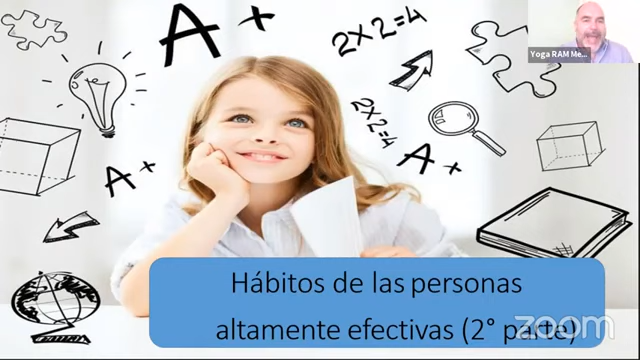 A+
2x2=4
Yoga RAM Me...
2x2=4
A+
A+
Hábitos de las personas
altamente efectivas (2° parte)
zoom